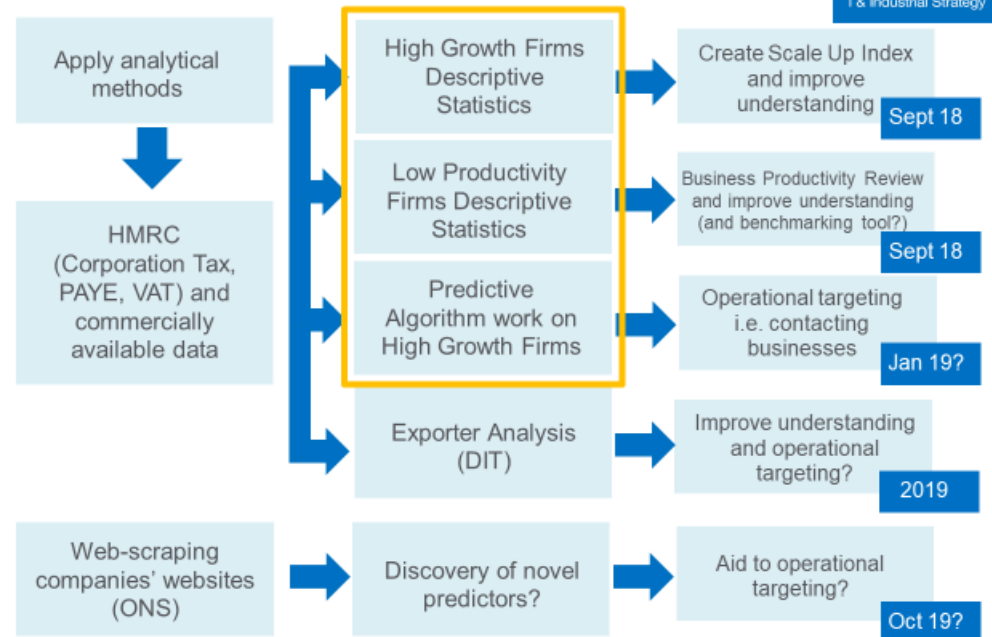 & Industrial Strategy
Apply analytical
methods
HMRC
(Corporation Tax,
PAYE, VAT) and
commercially
available data
High Growth Firms
Descriptive
Statistics
Create Scale Up Index
and improve
understanding
Sept 18
Low Productivity
Firms Descriptive
Statistics
Business Productivity Review
and improve understanding
(and benchmarking tool?)
Sept 18
Predictive
Algorithm work on
High Growth Firms
Operational targeting
i.e. contacting
businesses
Jan 19?
Exporter Analysis
(DIT)
Improve understanding
and operational
targeting?
2019
Web-scraping
companies' websites
(ONS)
Discovery of novel
predictors?
Aid to operational
targeting?
Oct 19?